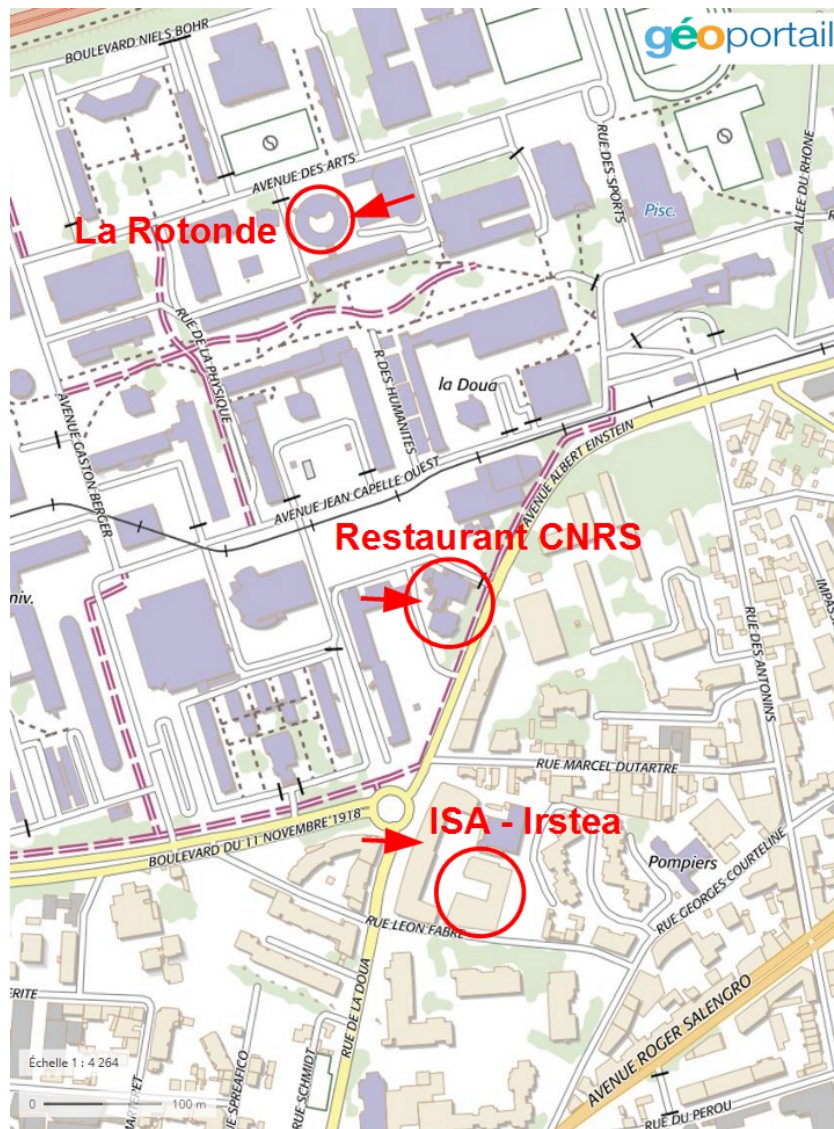 géoportail
BOULEVARD NIELS BOHR
AVENUE DES ARTS
RUE DES SPORTS
ALLEE DU RHONE
Pisc.
La Rotonde
RUE DE LA PHYSIQUE
R.DES HUMANITES
la Doua
AVENUE GASTON BERGER
AVENUE JEAN CAPELLE OUEST
AVENUE ALBERT EINSTEIN
Restaurant CNRS
niv.
IMPASS
RUE DES ANTONINS
RUE MARCEL DUTARTRE
ISA - Irstea
BOULEVARD DU 11 NOVEMBRE 1918
Pompiers
RUE GEORGES COURTELINE
RUE LEON FABRE
RUE DE LA DOUA
AVENUE ROGER SALENGRO
ERITE
Échelle 1 : 4 264
0 100 m
MARTERET
RUE SPREAFICO
RUE SCHMIDT
RUE DU PEROU